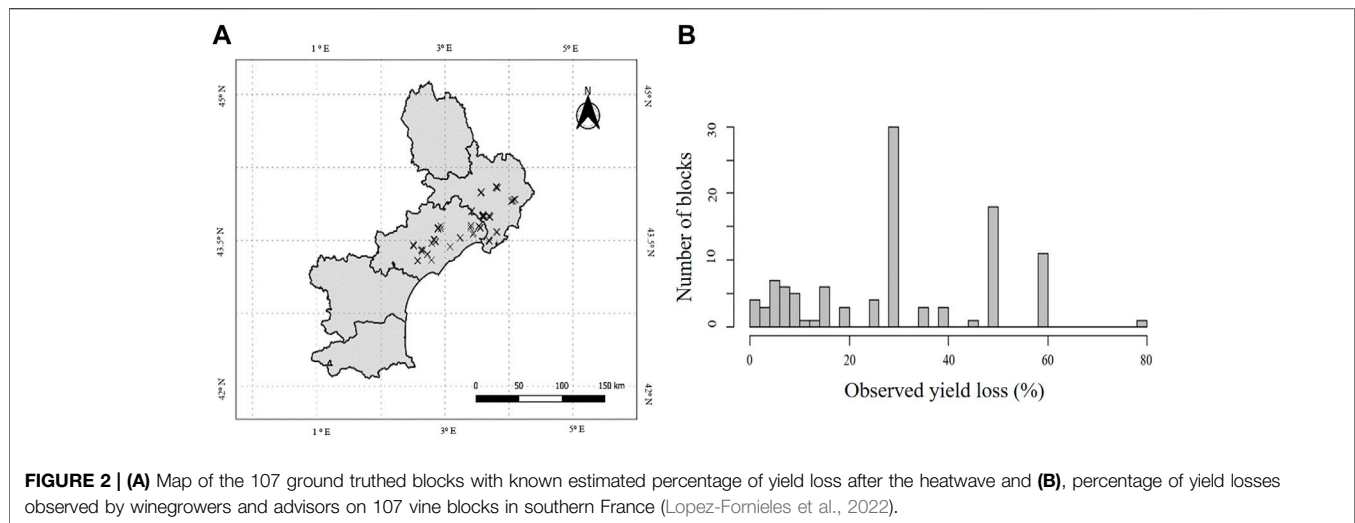 A
B
1° E
3° E
5° E
45° N
45° N
N
43.5° N
43.5° N
42° N
42° N
0 50 100 150 km
1° E
3° E
5° E
Number of blocks
30
20
10
0
0 20 40 60 80
Observed yield loss (%)
FIGURE 2 | (A) Map of the 107 ground truthed blocks with known estimated percentage of yield loss after the heatwave and (B), percentage of yield losses
observed by winegrowers and advisors on 107 vine blocks in southern France (Lopez-Fornieles et al., 2022).